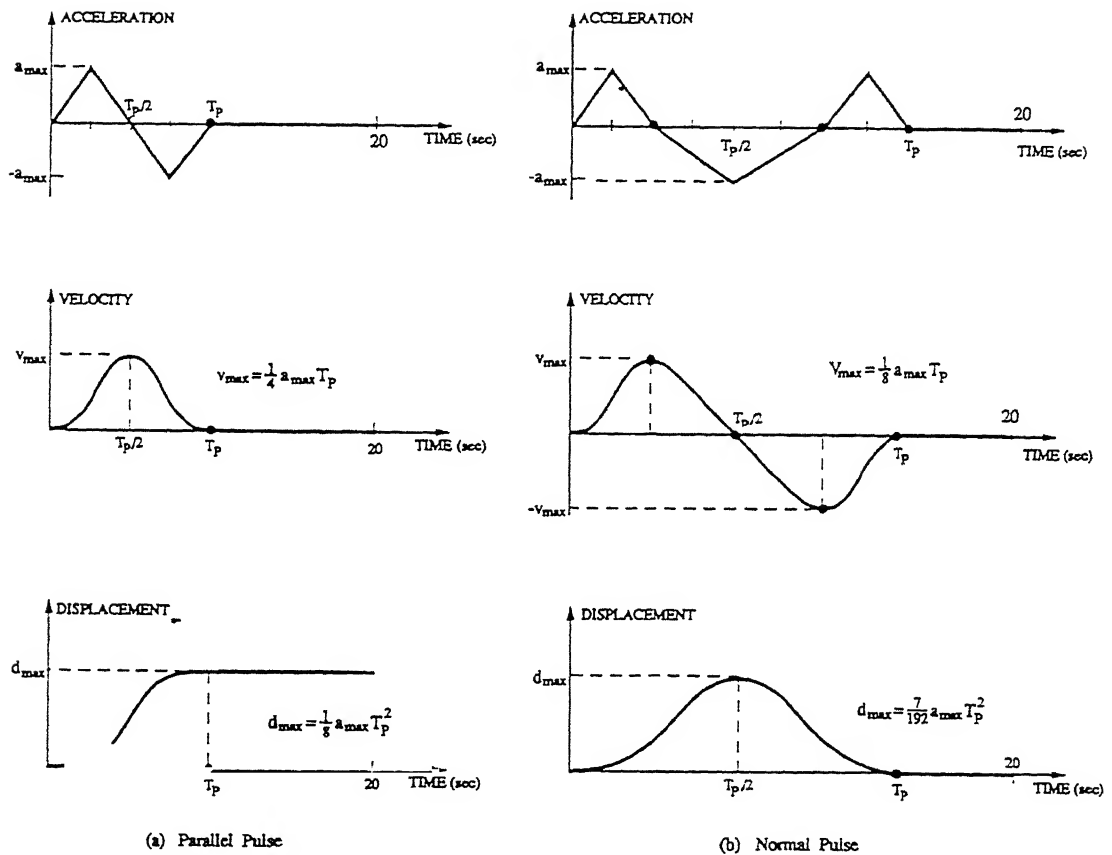 ACCELERATION
a_max
T_p/2
T_p
20
TIME (sec)
-a_max
VELOCITY
v_max
v_max = 1/4 a_max T_p
T_p/2
T_p
20
TIME (sec)
DISPLACEMENT
d_max
d_max = 1/8 a_max T_p^2
T_p
20
TIME (sec)
(a) Parallel Pulse
ACCELERATION
a_max
20
T_p/2
T_p
TIME (sec)
-a_max
VELOCITY
v_max
V_max = 1/8 a_max T_p
T_p/2
20
T_p
TIME (sec)
-v_max
DISPLACEMENT
d_max
d_max = 7/192 a_max T_p^2
20
T_p/2
T_p
TIME (sec)
(b) Normal Pulse